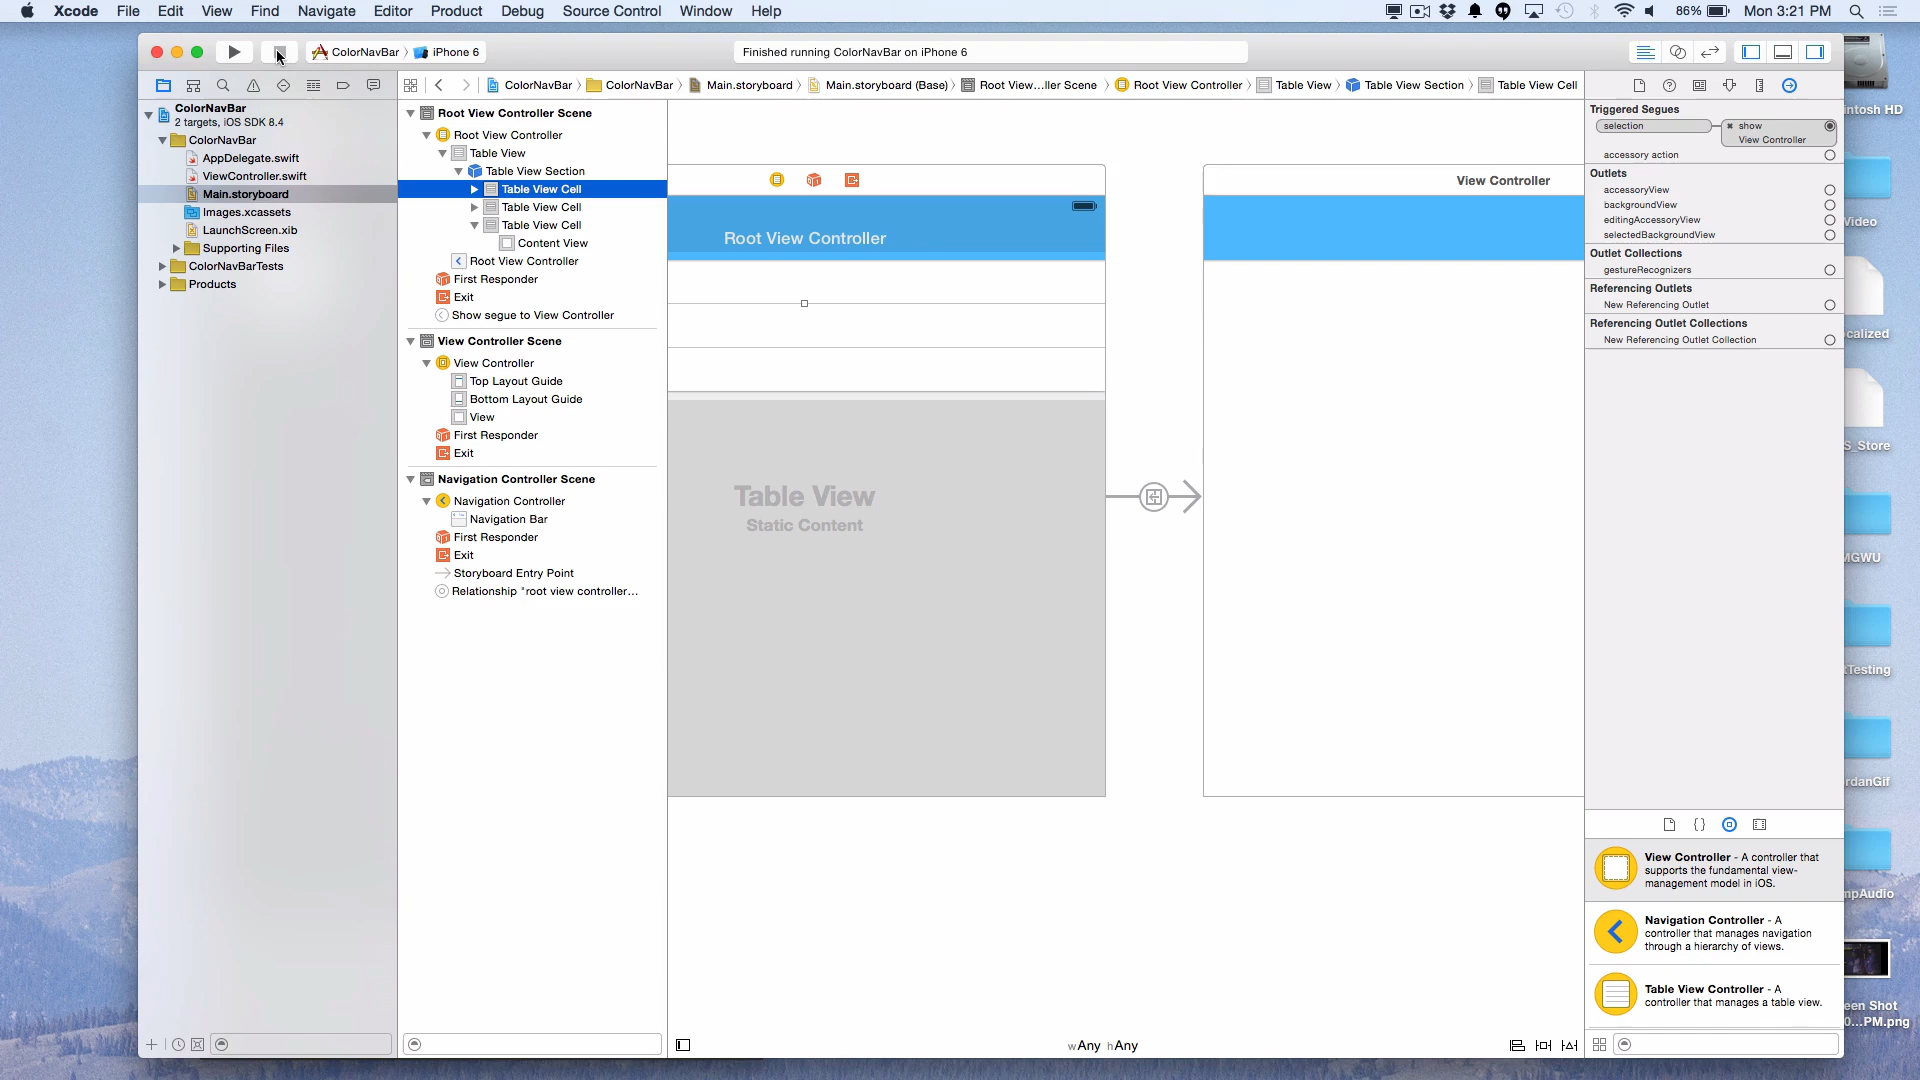 Xcode File Edit View Find Navigate Editor Product Debug Source Control Window Help 86% Mon 3:21 PM
ColorNavBar iPhone 6 Finished running ColorNavBar on iPhone 6
ColorNavBar ColorNavBar Main.storyboard Main.storyboard (Base) Root View…ller Scene Root View Controller Table View Table View Section Table View Cell
ColorNavBar
2 targets, iOS SDK 8.4
ColorNavBar
AppDelegate.swift
ViewController.swift
Main.storyboard
Images.xcassets
LaunchScreen.xib
Supporting Files
ColorNavBarTests
Products
Root View Controller Scene
Root View Controller
Table View
Table View Section
Table View Cell
Table View Cell
Table View Cell
Content View
Root View Controller
First Responder
Exit
Show segue to View Controller
View Controller Scene
View Controller
Top Layout Guide
Bottom Layout Guide
View
First Responder
Exit
Navigation Controller Scene
Navigation Controller
Navigation Bar
First Responder
Exit
Storyboard Entry Point
Relationship "root view controller…
Root View Controller
Table View
Static Content
View Controller
wAny hAny
Triggered Segues
selection show
View Controller
accessory action
Outlets
accessoryView
backgroundView
editingAccessoryView
selectedBackgroundView
Outlet Collections
gestureRecognizers
Referencing Outlets
New Referencing Outlet
Referencing Outlet Collections
New Referencing Outlet Collection
{ }
View Controller - A controller that
supports the fundamental view-
management model in iOS.
Navigation Controller - A
controller that manages navigation
through a hierarchy of views.
Table View Controller - A
controller that manages a table view.
intosh HD
Video
calized
S_Store
MGWU
tTesting
rdanGif
mpAudio
een Shot
0...PM.png